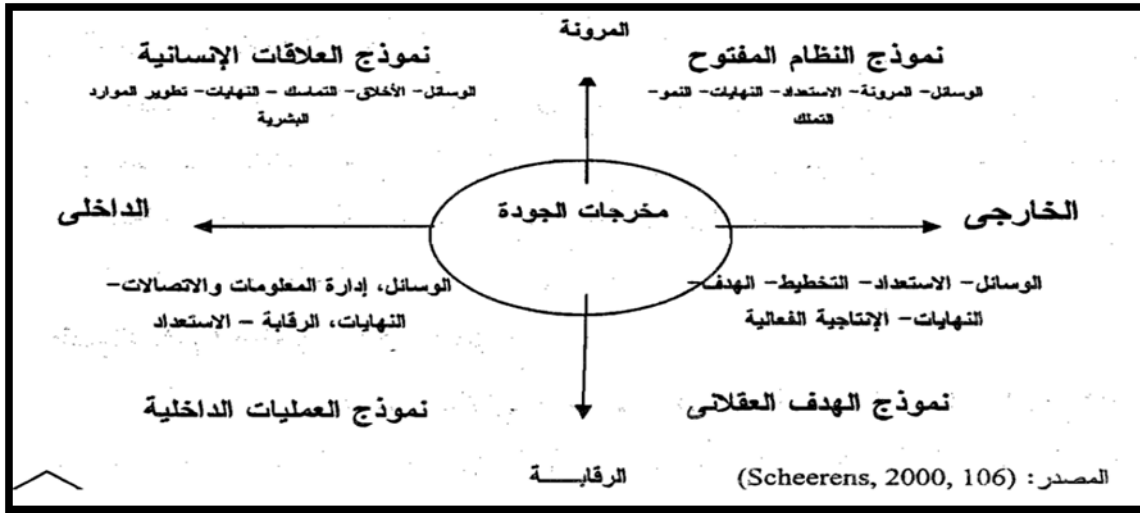 المرونة
نموذج النظام المفتوح
الوسائل- المرونة- الاستعداد- النهايات- النمو-
التملك
نموذج العلاقات الإنسانية
الوسائل- الأخلاق- التماسك – النهايات- تطوير الموارد
البشرية
الخارجى
مخرجات الجودة
الداخلى
الوسائل- الاستعداد- التخطيط- الهدف-
النهايات- الإنتاجية الفعالية
الوسائل، إدارة المعلومات والاتصالات-
النهايات، الرقابة – الاستعداد
نموذج الهدف العقلانى
نموذج العمليات الداخلية
الرقابـــــة
المصدر: (Scheerens, 2000, 106)